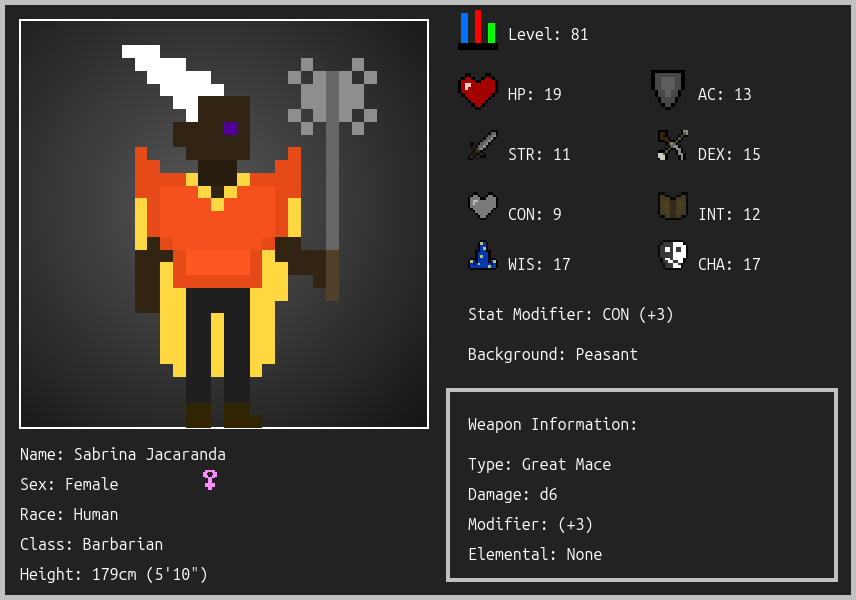 Level: 81
HP: 19
AC: 13
STR: 11
DEX: 15
CON: 9
INT: 12
WIS: 17
CHA: 17
Stat Modifier: CON (+3)
Background: Peasant
Weapon Information:
Type: Great Mace
Damage: d6
Modifier: (+3)
Elemental: None
Name: Sabrina Jacaranda
Sex: Female
Race: Human
Class: Barbarian
Height: 179cm (5'10")